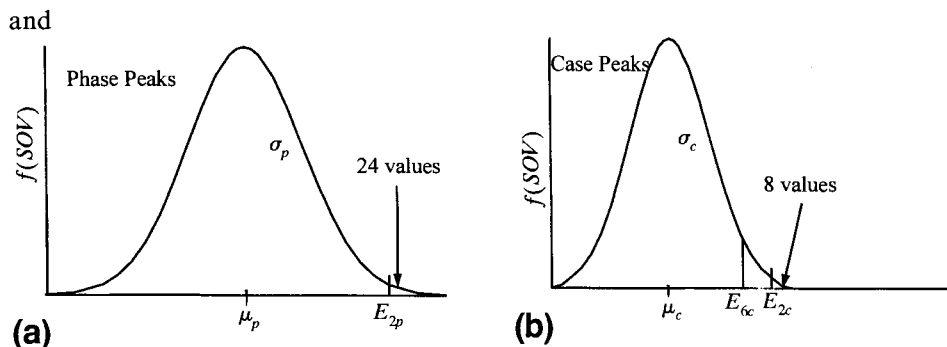 and
Phase Peaks
f(SOV)
σp
24 values
μp
E2p
(a)
Case Peaks
f(SOV)
σc
8 values
μc
E6c
E2c
(b)